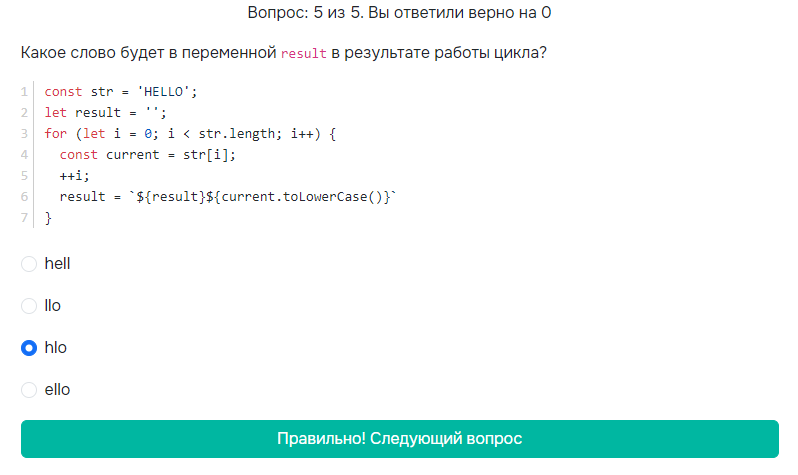 Вопрос: 5 из 5. Вы ответили верно на 0
Какое слово будет в переменной result в результате работы цикла?
1 const str = 'HELLO';
2 let result = '';
3 for (let i = 0; i < str.length; i++) {
4   const current = str[i];
5   ++i;
6   result = `${result}${current.toLowerCase()}`
7 }
hell
llo
hlo
ello
Правильно! Следующий вопрос